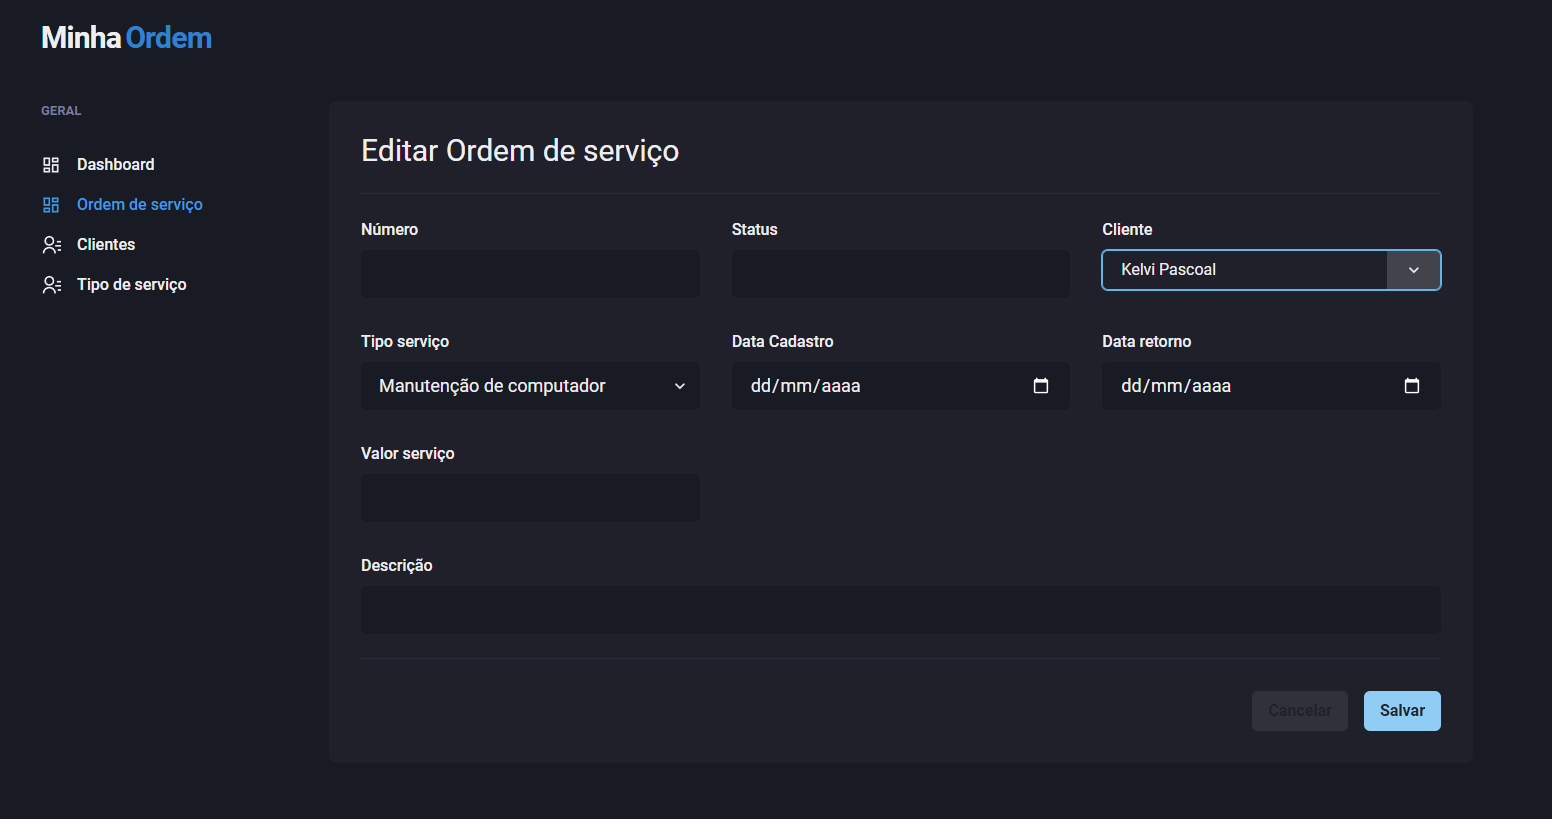 Minha Ordem
GERAL
Dashboard
Ordem de serviço
Clientes
Tipo de serviço
Editar Ordem de serviço
Número
Status
Cliente
Kelvi Pascoal
Tipo serviço
Data Cadastro
Data retorno
Manutenção de computador
dd/mm/aaaa
dd/mm/aaaa
Valor serviço
Descrição
Cancelar
Salvar